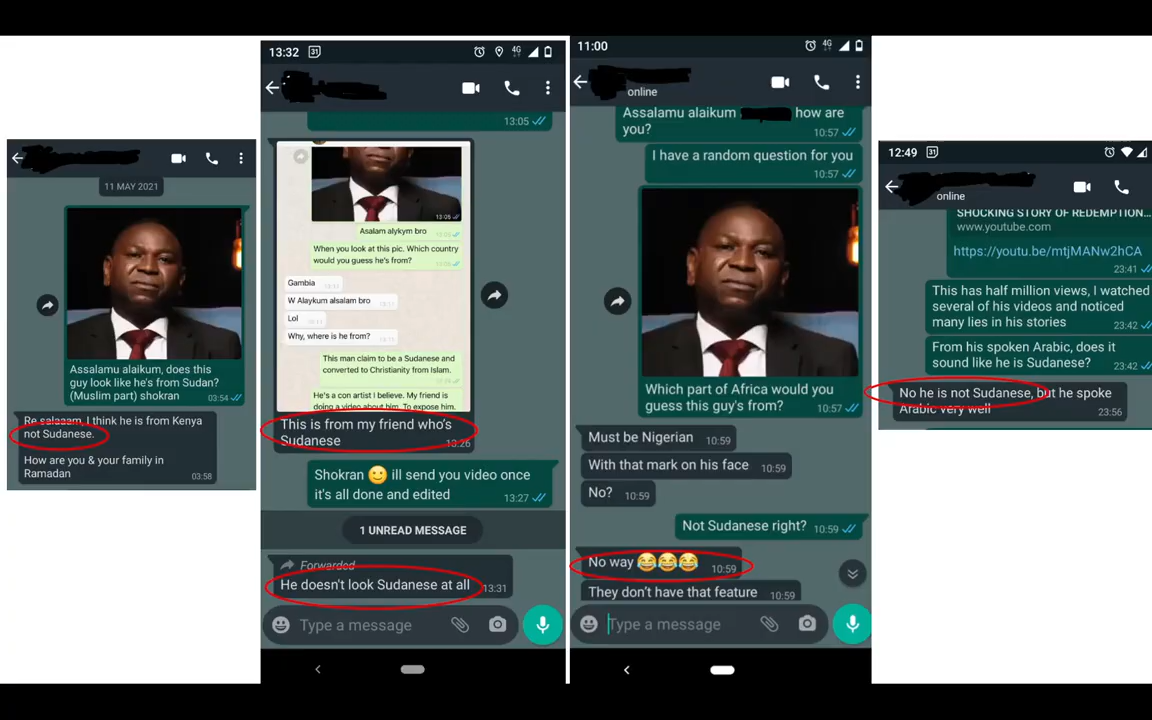 11 MAY 2021
Assalamu alaikum, does this
guy look like he's from Sudan?
(Muslim part) shokran
03:54
Re salaaam, I think he is from Kenya
not Sudanese.
How are you & your family in
Ramadan
03:58
13:32
31
4G
13:05
13:05
Asalam alykym bro
When you look at this pic. Which country
would you guess he's from?
Gambia
W Alaykum alsalam bro
Lol
Why, where is he from?
This man claim to be a Sudanese and
converted to Christianity from Islam.
He's a con artist I believe. My friend is
doing a video about him. To expose him.
This is from my friend who's
Sudanese
13:26
Shokran 🙂 ill send you video once
it's all done and edited
13:27
1 UNREAD MESSAGE
Forwarded
He doesn't look Sudanese at all
13:31
Type a message
11:00
4G
online
Assalamu alaikum how are
you?
10:57
I have a random question for you
10:57
Which part of Africa would you
guess this guy's from?
10:57
Must be Nigerian
10:59
With that mark on his face
10:59
No?
10:59
Not Sudanese right?
10:59
No way 😂😂😂
10:59
They don't have that feature
10:59
Type a message
12:49
31
online
SHOCKING STORY OF REDEMPTION...
www.youtube.com
https://youtu.be/mtjMANw2hCA
23:41
This has half million views, I watched
several of his videos and noticed
many lies in his stories
23:42
From his spoken Arabic, does it
sound like he is Sudanese?
23:42
No he is not Sudanese, but he spoke
Arabic very well
23:56